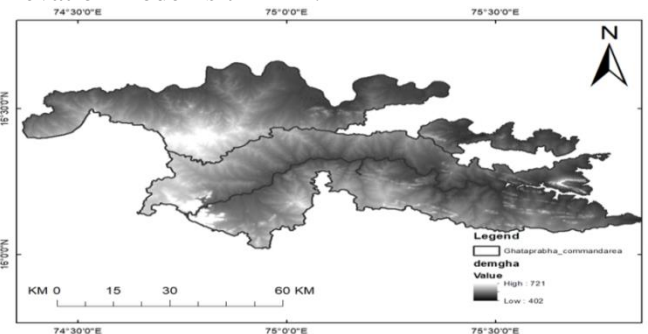 74°30'0"E 75°0'0"E 75°30'0"E
N
16°30'0"N
16°0'0"N
Legend
Ghataprabha_commandarea
demgha
Value
High : 721
Low : 402
KM 0 15 30 60 KM
74°30'0"E 75°0'0"E 75°30'0"E